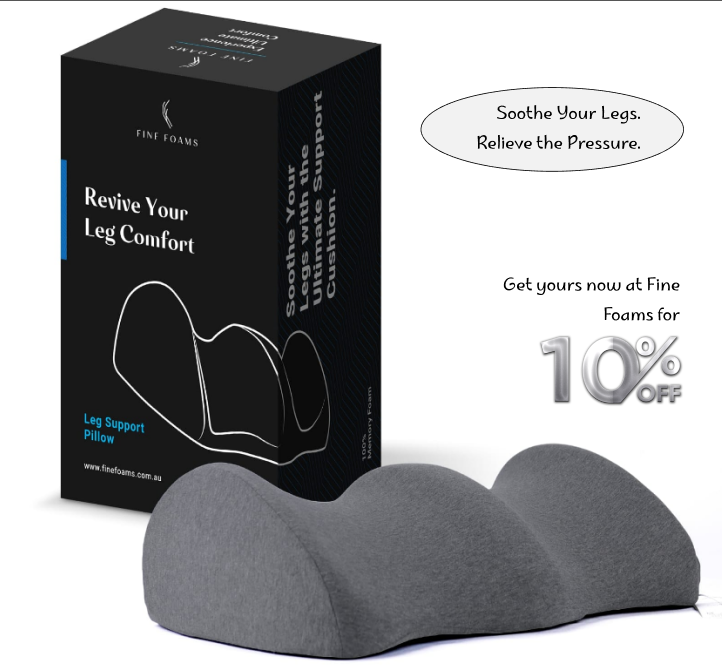 Experience
Ultimate
Comfort
FINE FOAMS
FINE FOAMS
Revive Your
Leg Comfort
Leg Support
Pillow
www.finefoams.com.au
Soothe Your
Legs with the
Ultimate Support
Cushion.
100%
Memory Foam
Soothe Your Legs.
Relieve the Pressure.
Get yours now at Fine
Foams for
10%
OFF